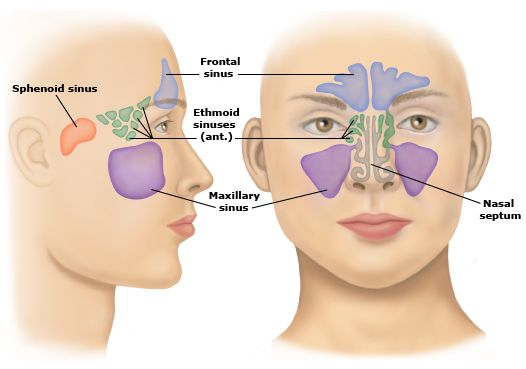 Frontal
sinus
Sphenoid sinus
Ethmoid
sinuses
(ant.)
Maxillary
sinus
Nasal
septum